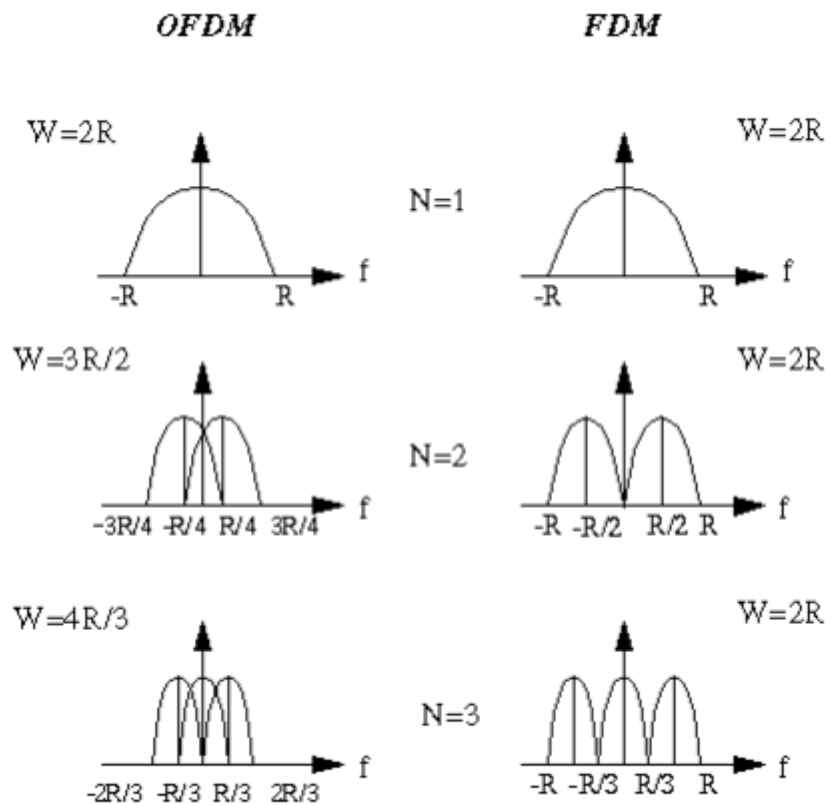 OFDM FDM
W=2R W=2R
N=1
f f
-R R -R R
W=3R/2 W=2R
N=2
f f
-3R/4 -R/4 R/4 3R/4 -R -R/2 R/2 R
W=4R/3 W=2R
N=3
f f
-2R/3 -R/3 R/3 2R/3 -R -R/3 R/3 R